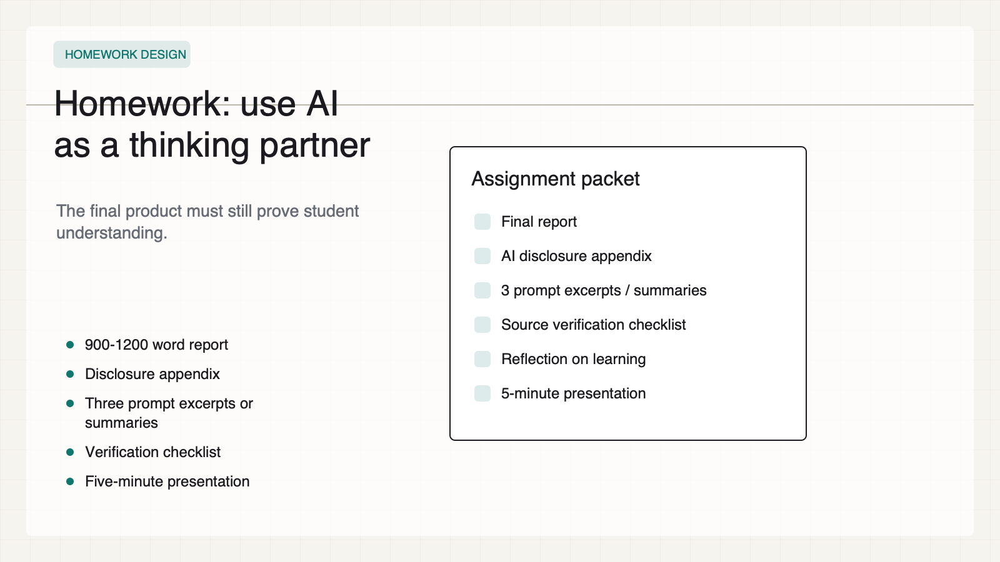 HOMEWORK DESIGN
Homework: use AI
as a thinking partner
The final product must still prove student
understanding.
900-1200 word report
Disclosure appendix
Three prompt excerpts or
summaries
Verification checklist
Five-minute presentation
Assignment packet
Final report
AI disclosure appendix
3 prompt excerpts / summaries
Source verification checklist
Reflection on learning
5-minute presentation